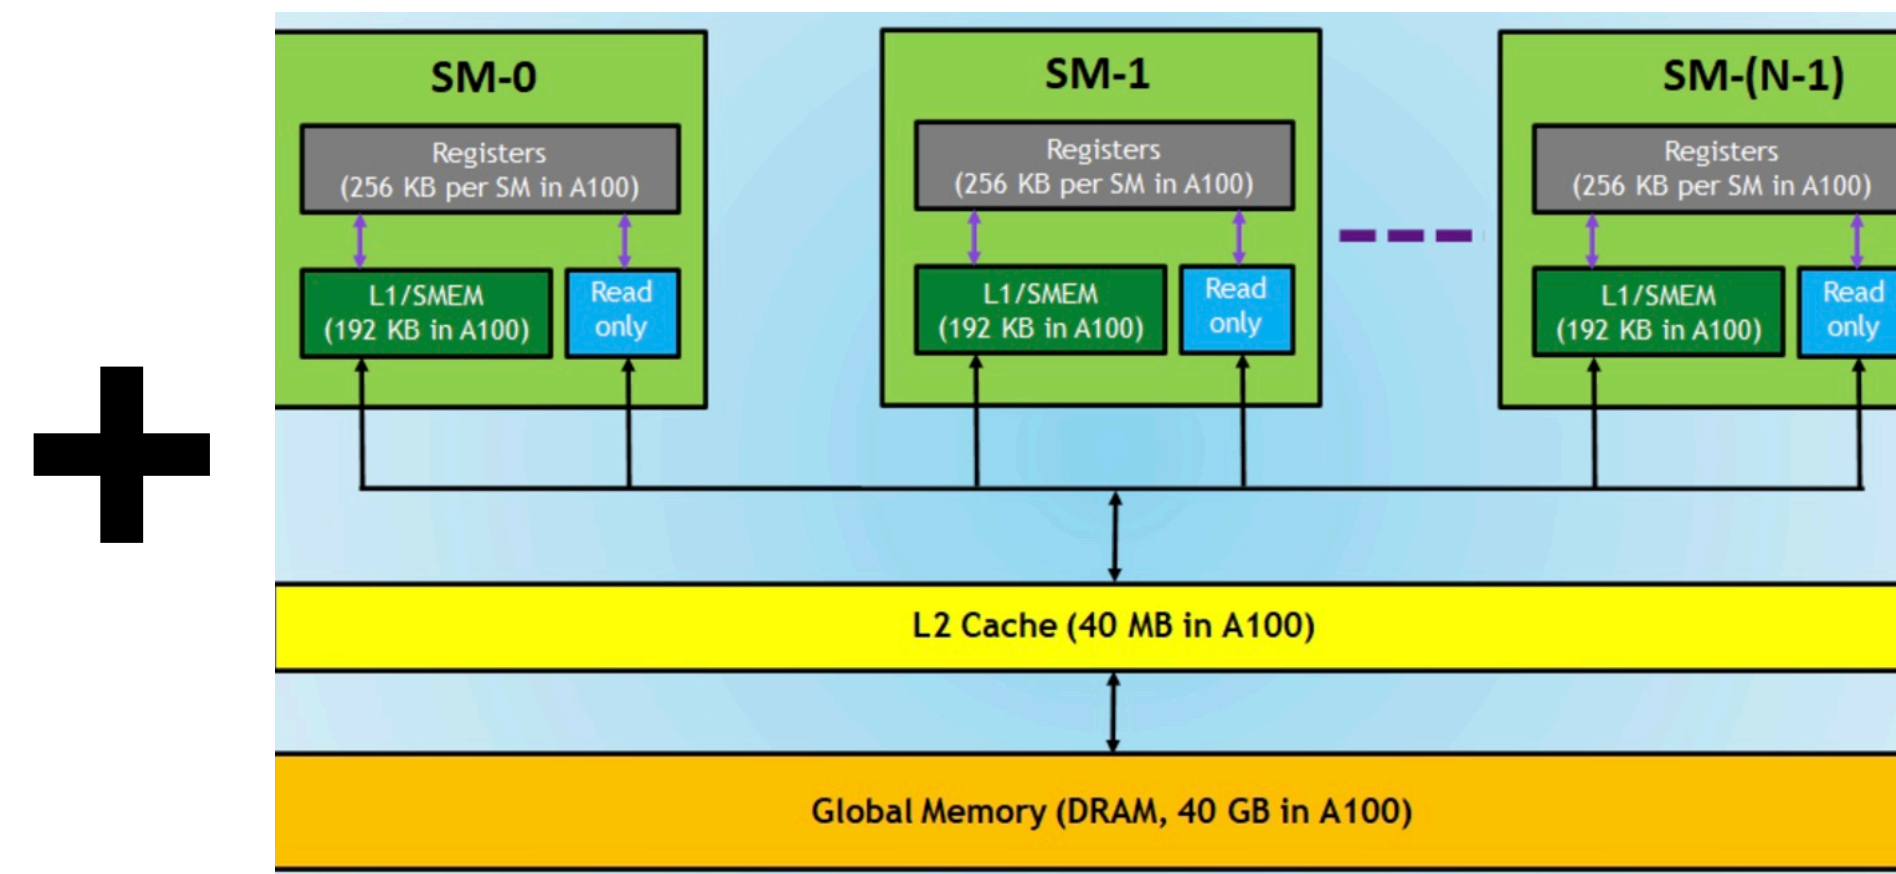 SM-0
Registers
(256 KB per SM in A100)
L1/SMEM
(192 KB in A100)
Read
only
SM-1
Registers
(256 KB per SM in A100)
L1/SMEM
(192 KB in A100)
Read
only
SM-(N-1)
Registers
(256 KB per SM in A100)
L1/SMEM
(192 KB in A100)
Read
only
L2 Cache (40 MB in A100)
Global Memory (DRAM, 40 GB in A100)